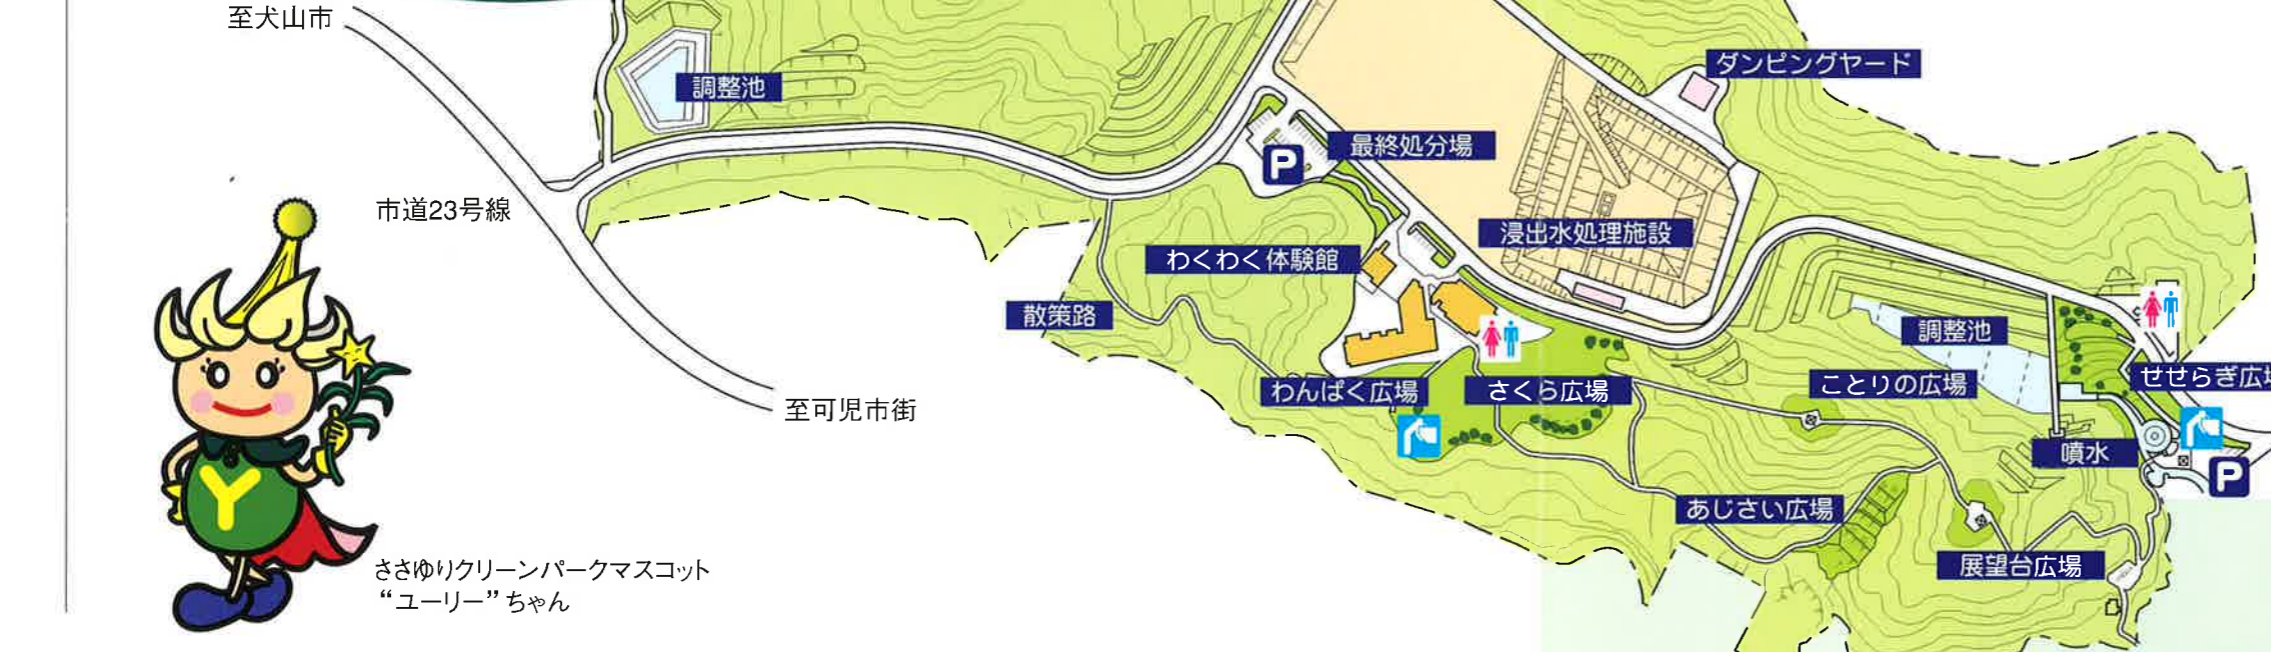 至犬山市
調整池
ダンピングヤード
最終処分場
P
市道23号線
浸出水処理施設
わくわく体験館
散策路
調整池
わんぱく広場
さくら広場
ことりの広場
せせらぎ広場
噴水
P
至可児市街
あじさい広場
展望台広場
Y
ささゆりクリーンパークマスコット
“ユーリー”ちゃん